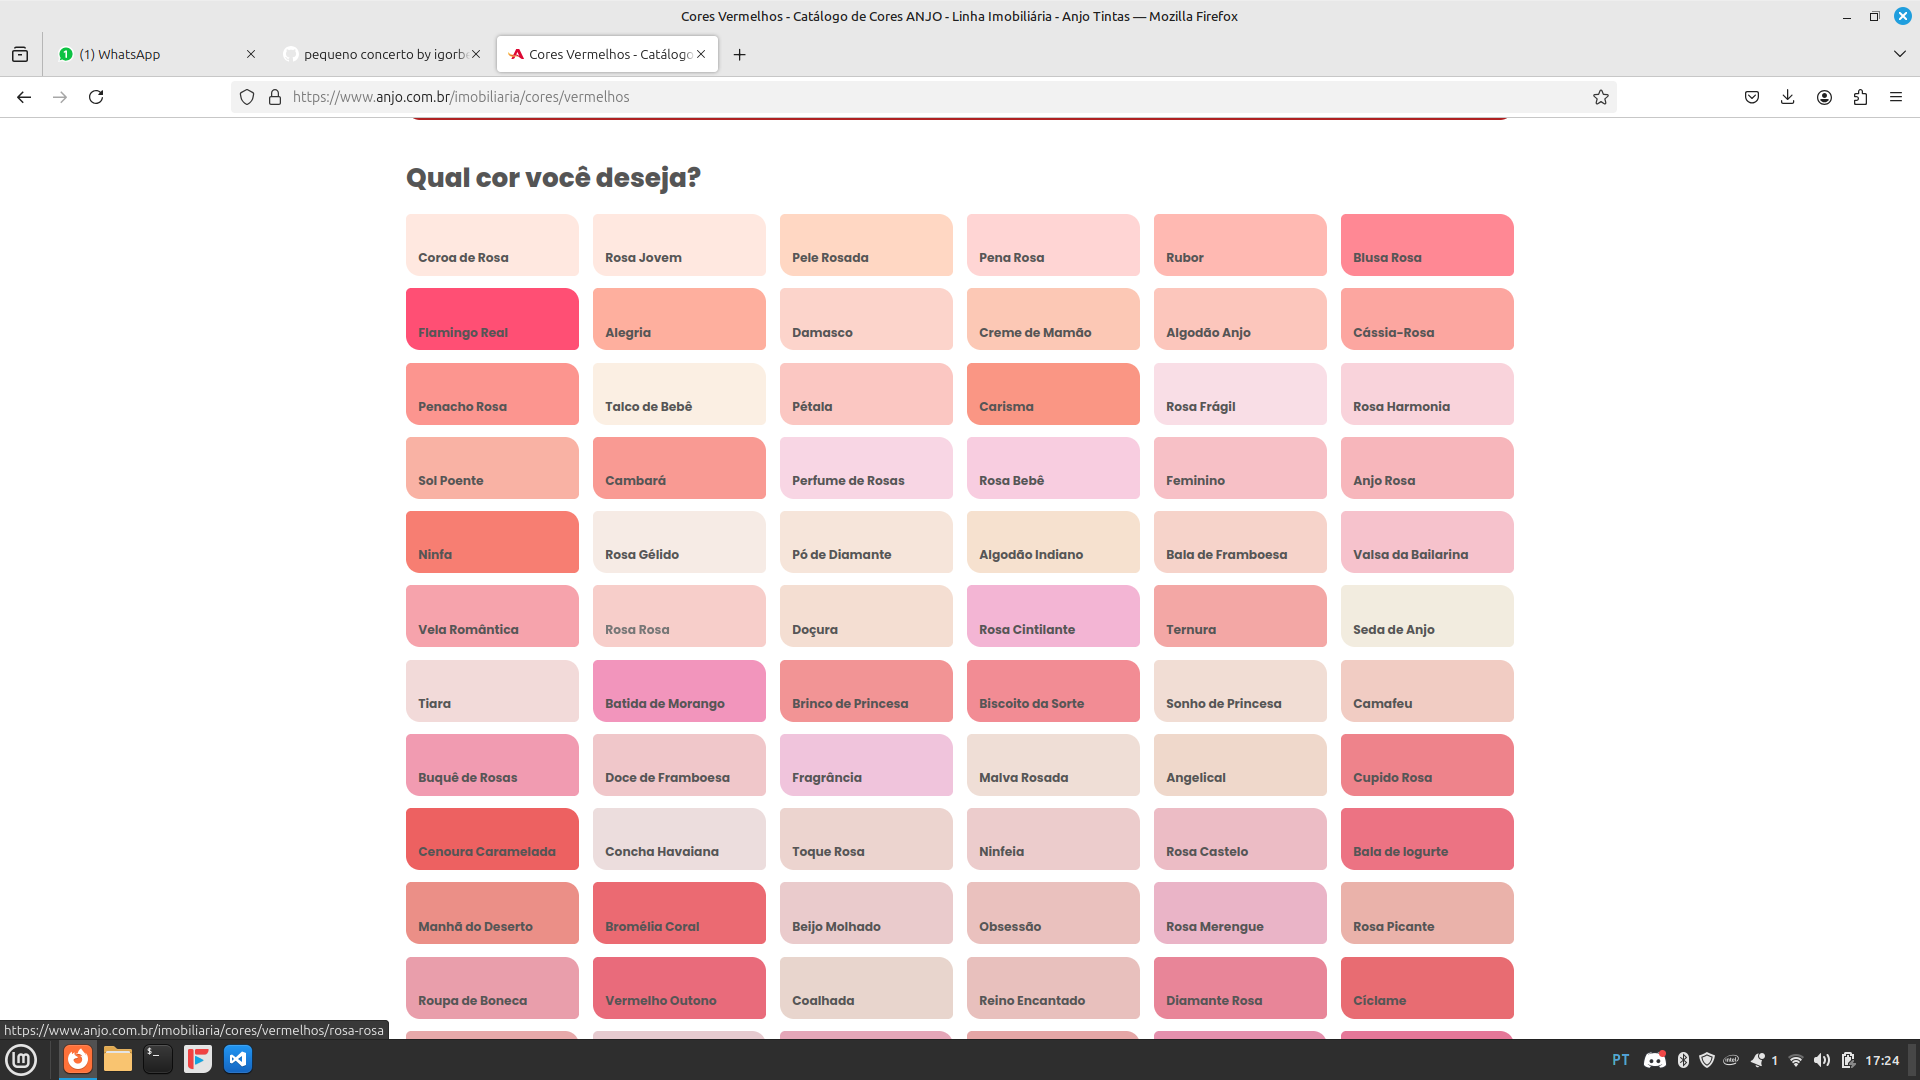 Cores Vermelhos - Catálogo de Cores ANJO - Linha Imobiliária - Anjo Tintas — Mozilla Firefox
(1) WhatsApp
pequeno concerto by igorbe
Cores Vermelhos - Catálogo
https://www.anjo.com.br/imobiliaria/cores/vermelhos
Qual cor você deseja?
Coroa de Rosa
Rosa Jovem
Pele Rosada
Pena Rosa
Rubor
Blusa Rosa
Flamingo Real
Alegria
Damasco
Creme de Mamão
Algodão Anjo
Cássia-Rosa
Penacho Rosa
Talco de Bebê
Pétala
Carisma
Rosa Frágil
Rosa Harmonia
Sol Poente
Cambará
Perfume de Rosas
Rosa Bebê
Feminino
Anjo Rosa
Ninfa
Rosa Gélido
Pó de Diamante
Algodão Indiano
Bala de Framboesa
Valsa da Bailarina
Vela Romântica
Rosa Rosa
Doçura
Rosa Cintilante
Ternura
Seda de Anjo
Tiara
Batida de Morango
Brinco de Princesa
Biscoito da Sorte
Sonho de Princesa
Camafeu
Buquê de Rosas
Doce de Framboesa
Fragrância
Malva Rosada
Angelical
Cupido Rosa
Cenoura Caramelada
Concha Havaiana
Toque Rosa
Ninfeia
Rosa Castelo
Bala de Iogurte
Manhã do Deserto
Bromélia Coral
Beijo Molhado
Obsessão
Rosa Merengue
Rosa Picante
Roupa de Boneca
Vermelho Outono
Coalhada
Reino Encantado
Diamante Rosa
Cíclame
https://www.anjo.com.br/imobiliaria/cores/vermelhos/rosa-rosa
PT
1
17:24